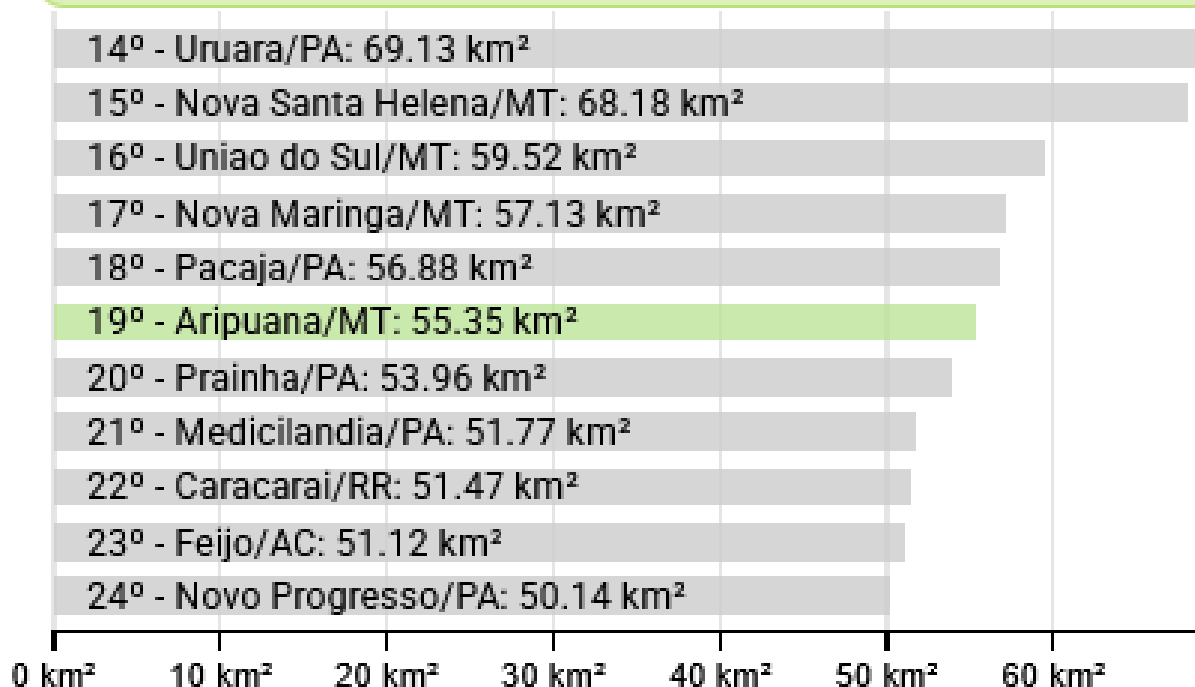 14º - Uruara/PA: 69.13 km²
15º - Nova Santa Helena/MT: 68.18 km²
16º - Uniao do Sul/MT: 59.52 km²
17º - Nova Maringa/MT: 57.13 km²
18º - Pacaja/PA: 56.88 km²
19º - Aripuana/MT: 55.35 km²
20º - Prainha/PA: 53.96 km²
21º - Medicilandia/PA: 51.77 km²
22º - Caracarai/RR: 51.47 km²
23º - Feijo/AC: 51.12 km²
24º - Novo Progresso/PA: 50.14 km²
0 km² 10 km² 20 km² 30 km² 40 km² 50 km² 60 km²